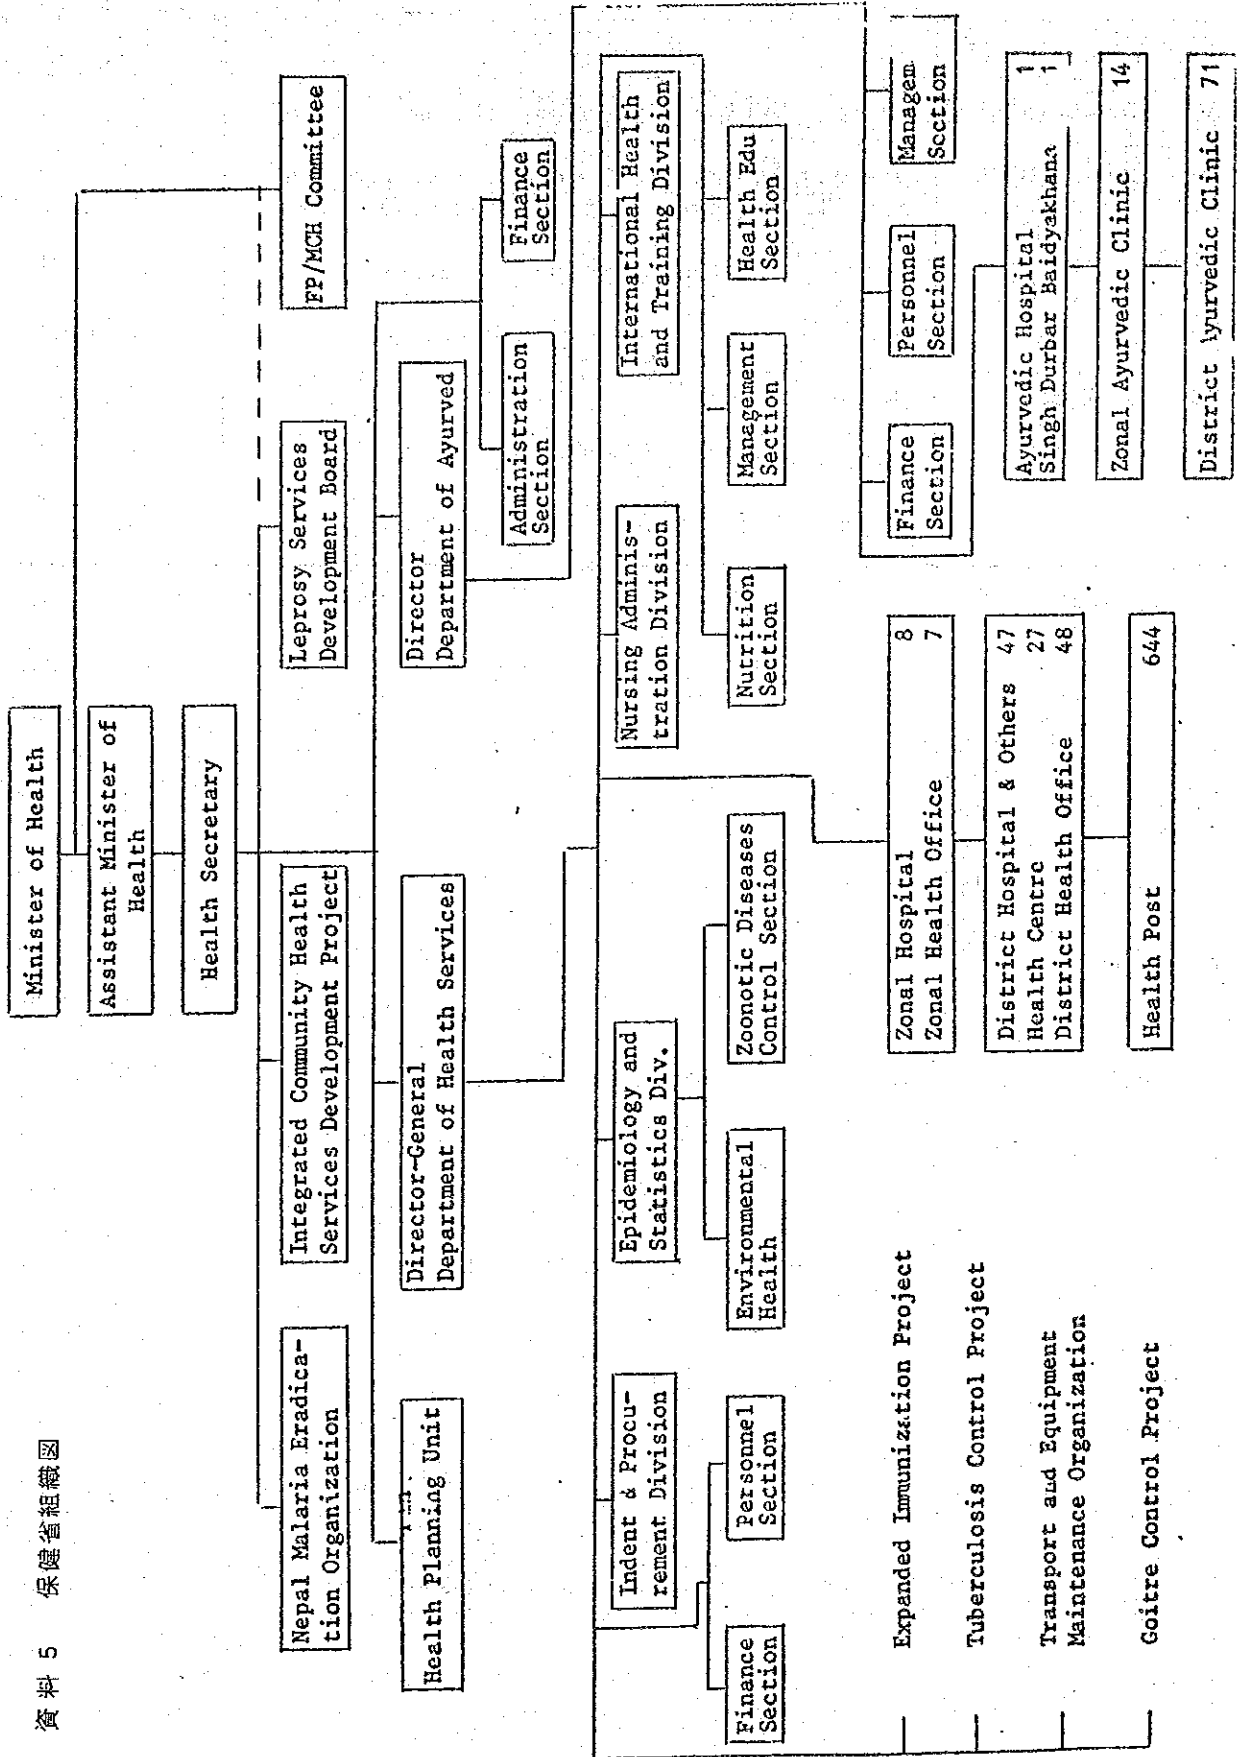 資料 5 保健省組織図
Minister of Health
Assistant Minister of
Health
Health Secretary
Nepal Malaria Eradica-
tion Organization
Integrated Community Health
Services Development Project
Leprosy Services
Development Board
FP/MCH Committee
Health Planning Unit
Director-General
Department of Health Services
Director
Department of Ayurved
Administration
Section
Finance
Section
Indent & Procu-
rement Division
Epidemiology and
Statistics Div.
Nursing Adminis-
tration Division
International Health
and Training Division
Finance
Section
Personnel
Section
Environmental
Health
Zoonotic Diseases
Control Section
Nutrition
Section
Management
Section
Health Edu
Section
Finance
Section
Personnel
Section
Managem
Section
Expanded Immunization Project
Tuberculosis Control Project
Transport and Equipment
Maintenance Organization
Goitre Control Project
Zonal Hospital 8
Zonal Health Office 7
District Hospital & Others 47
Health Centre 27
District Health Office 48
Health Post 644
Ayurvedic Hospital 1
Singh Durbar Baidyakhana 1
Zonal Ayurvedic Clinic 14
District Ayurvedic Clinic 71